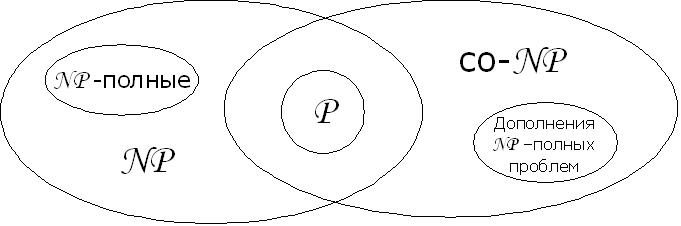 NP-полные
NP
P
co-NP
Дополнения
NP-полных
проблем